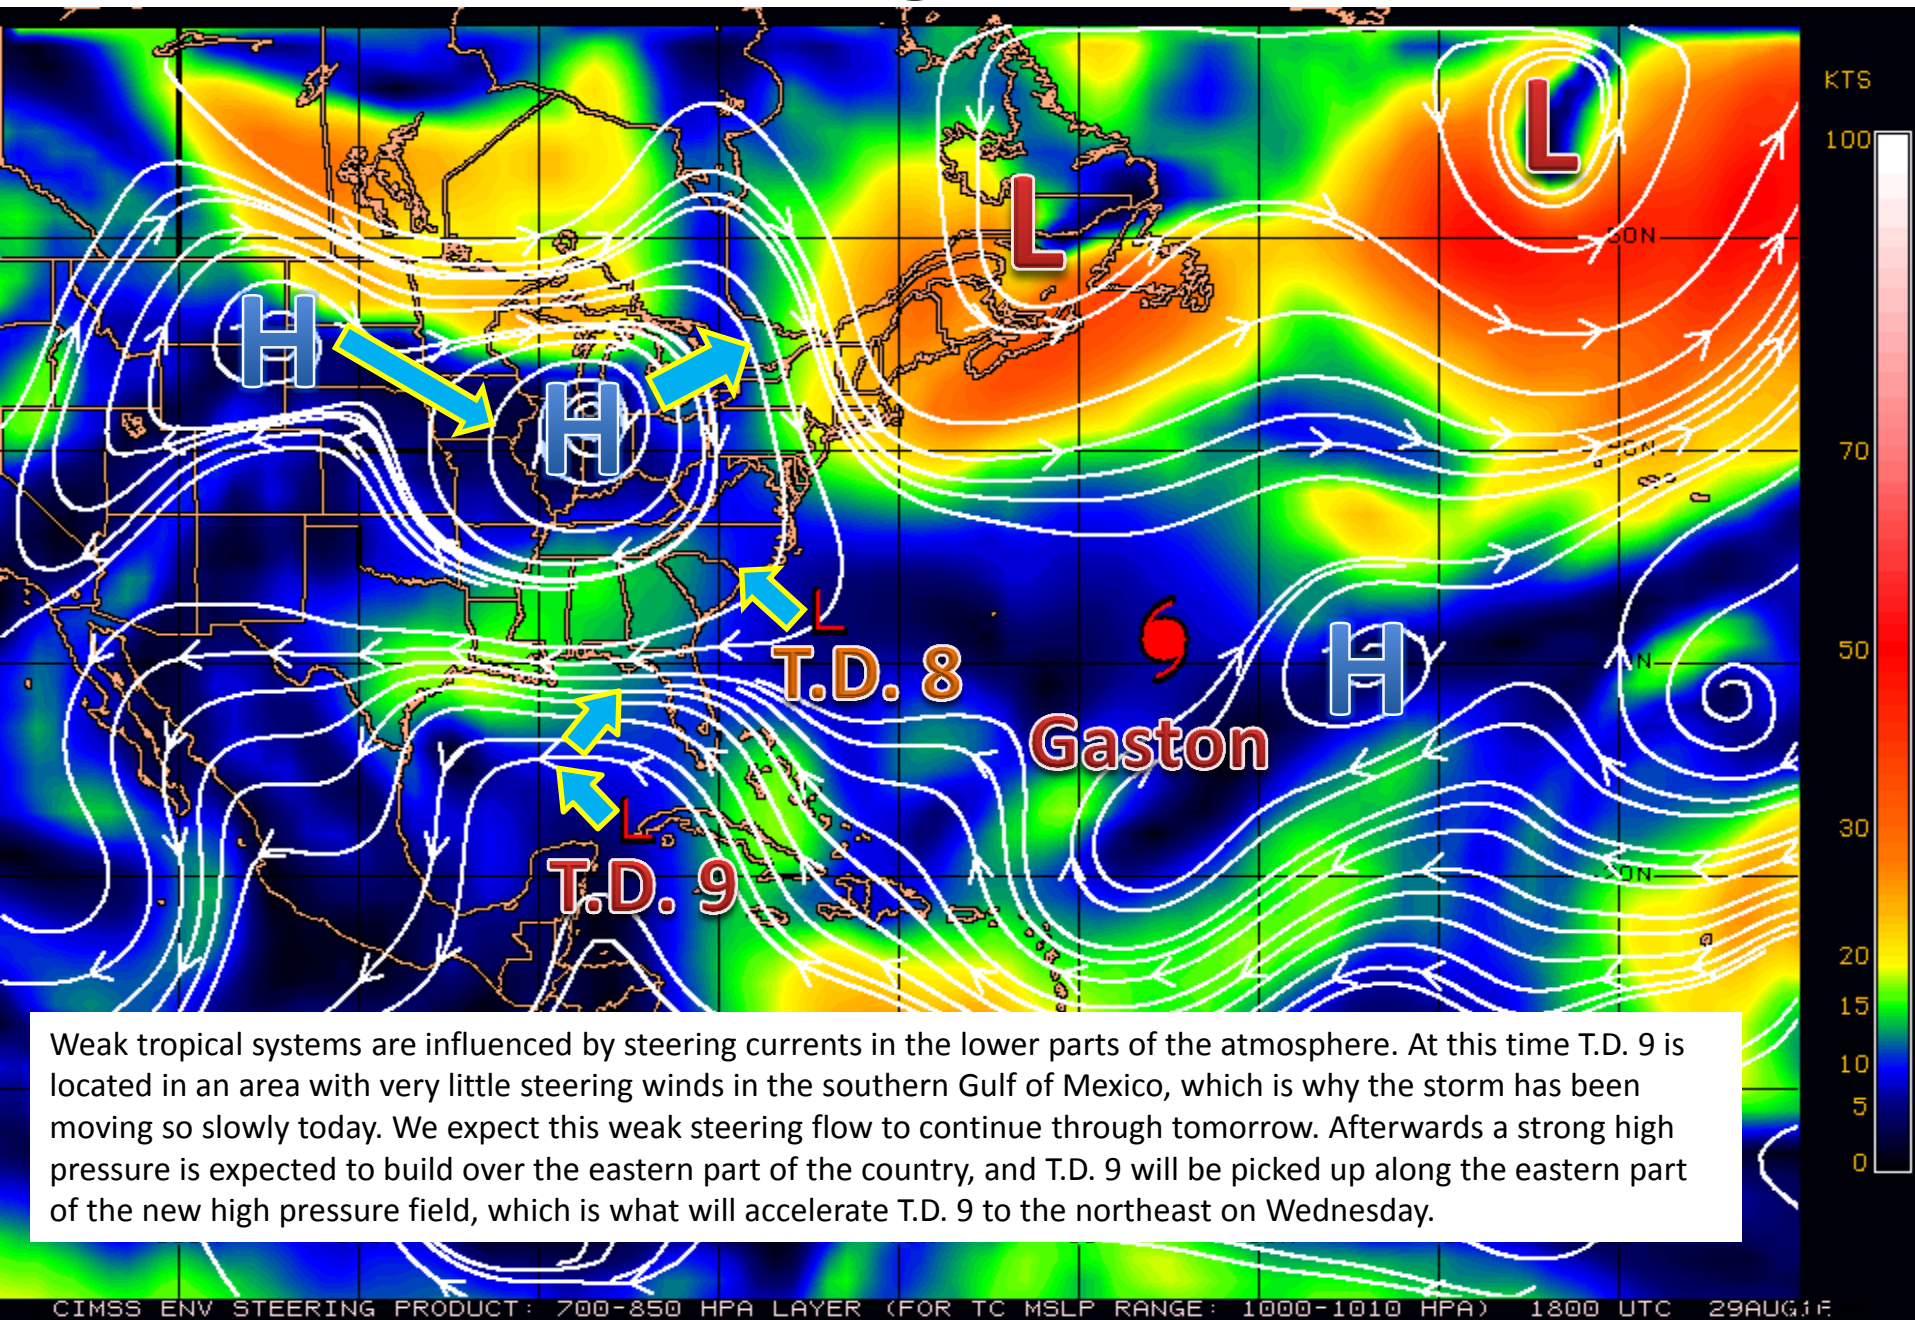 KTS
100
70
50
30
20
15
10
5
0
L
L
50N
H
H
40N
L
T.D. 8
H
N
Gaston
L
T.D. 9
20N
Weak tropical systems are influenced by steering currents in the lower parts of the atmosphere. At this time T.D. 9 is
located in an area with very little steering winds in the southern Gulf of Mexico, which is why the storm has been
moving so slowly today. We expect this weak steering flow to continue through tomorrow. Afterwards a strong high
pressure is expected to build over the eastern part of the country, and T.D. 9 will be picked up along the eastern part
of the new high pressure field, which is what will accelerate T.D. 9 to the northeast on Wednesday.
CIMSS ENV STEERING PRODUCT: 700-850 HPA LAYER (FOR TC MSLP RANGE: 1000-1010 HPA) 1800 UTC